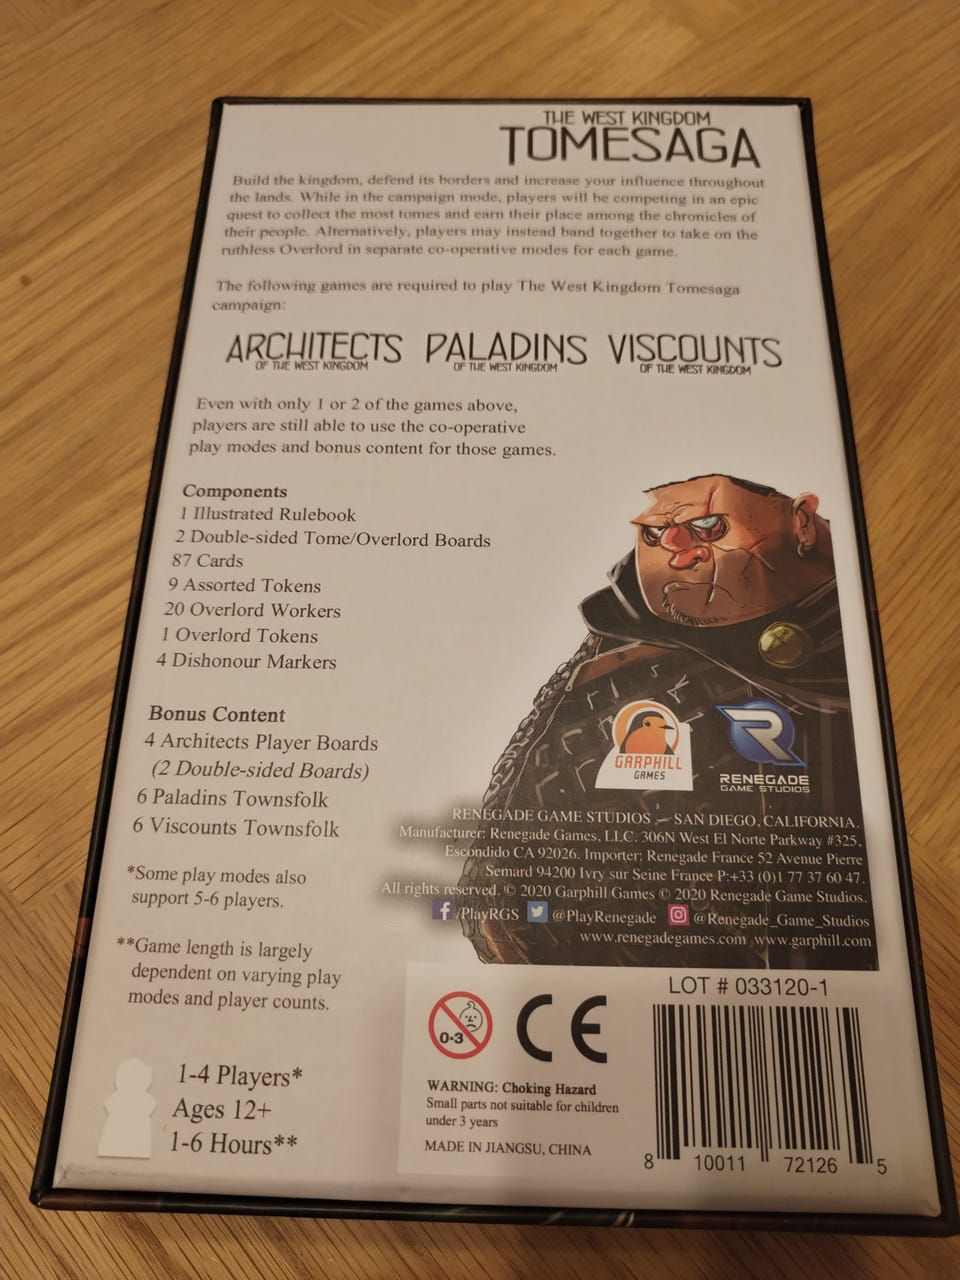 THE WEST KINGDOM
TOMESAGA
Build the kingdom, defend its borders and increase your influence throughout
the lands. While in the campaign mode, players will be competing in an epic
quest to collect the most tomes and earn their place among the chronicles of
their people. Alternatively, players may instead band together to take on the
ruthless Overlord in separate co-operative modes for each game.
The following games are required to play The West Kingdom Tomesaga
campaign:
ARCHITECTS PALADINS VISCOUNTS
OF THE WEST KINGDOM OF THE WEST KINGDOM OF THE WEST KINGDOM
Even with only 1 or 2 of the games above,
players are still able to use the co-operative
play modes and bonus content for those games.
Components
1 Illustrated Rulebook
2 Double-sided Tome/Overlord Boards
87 Cards
9 Assorted Tokens
20 Overlord Workers
1 Overlord Tokens
4 Dishonour Markers
Bonus Content
4 Architects Player Boards
(2 Double-sided Boards)
6 Paladins Townsfolk
6 Viscounts Townsfolk
*Some play modes also
support 5-6 players.
**Game length is largely
dependent on varying play
modes and player counts.
1-4 Players*
Ages 12+
1-6 Hours**
GARPHILL
GAMES
R
RENEGADE
GAME STUDIOS
RENEGADE GAME STUDIOS — SAN DIEGO, CALIFORNIA.
Manufacturer: Renegade Games, LLC. 306N West El Norte Parkway #325,
Escondido CA 92026. Importer: Renegade France 52 Avenue Pierre
Semard 94200 Ivry sur Seine France P:+33 (0)1 77 37 60 47.
All rights reserved. © 2020 Garphill Games © 2020 Renegade Game Studios.
f /PlayRGS @PlayRenegade @Renegade_Game_Studios
www.renegadegames.com www.garphill.com
LOT # 033120-1
0-3
CE
WARNING: Choking Hazard
Small parts not suitable for children
under 3 years
MADE IN JIANGSU, CHINA
8 10011 72126 5